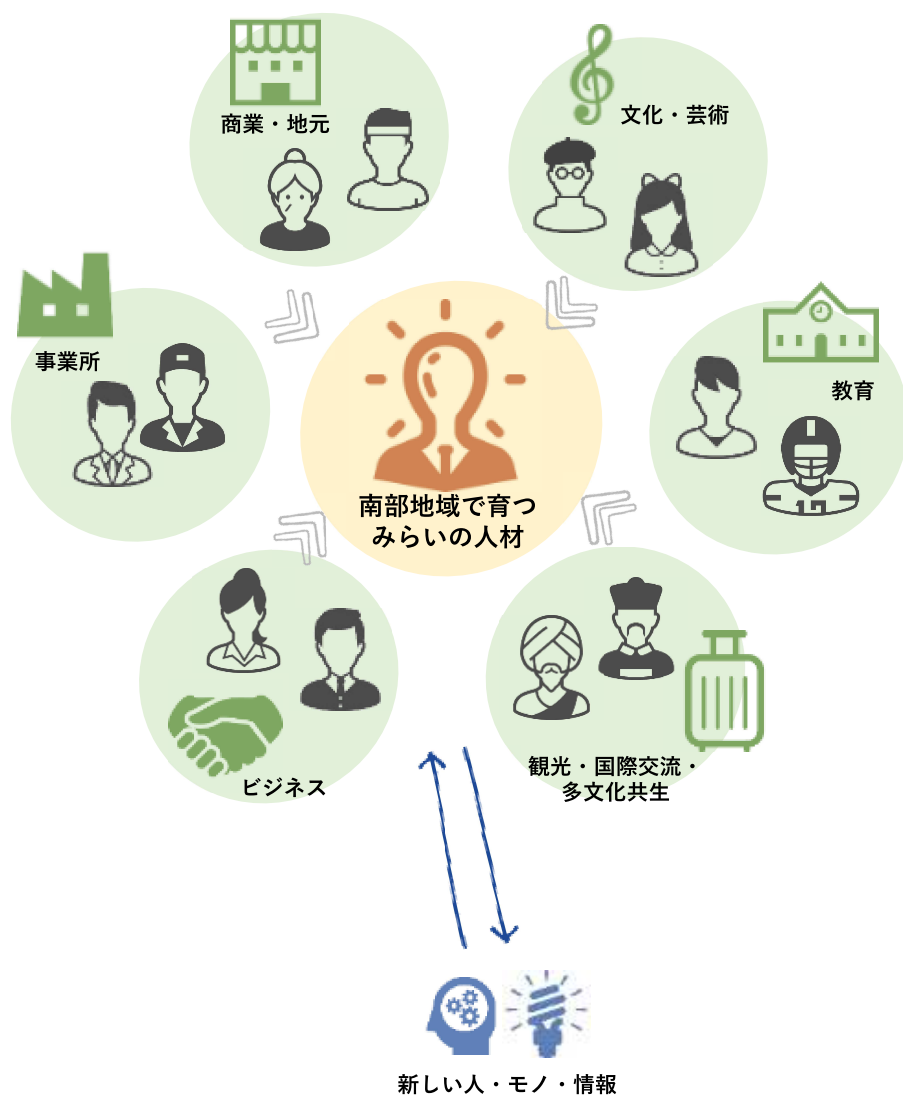 商業・地元
文化・芸術
事業所
教育
南部地域で育つ
みらいの人材
ビジネス
観光・国際交流・
多文化共生
新しい人・モノ・情報